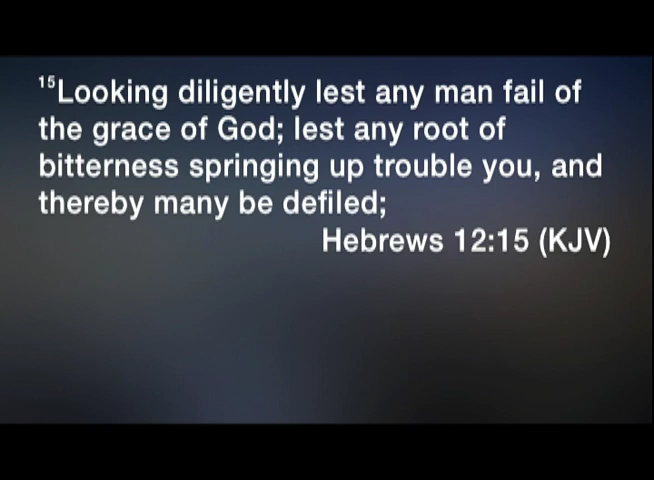 15Looking diligently lest any man fail of
the grace of God; lest any root of
bitterness springing up trouble you, and
thereby many be defiled;
Hebrews 12:15 (KJV)